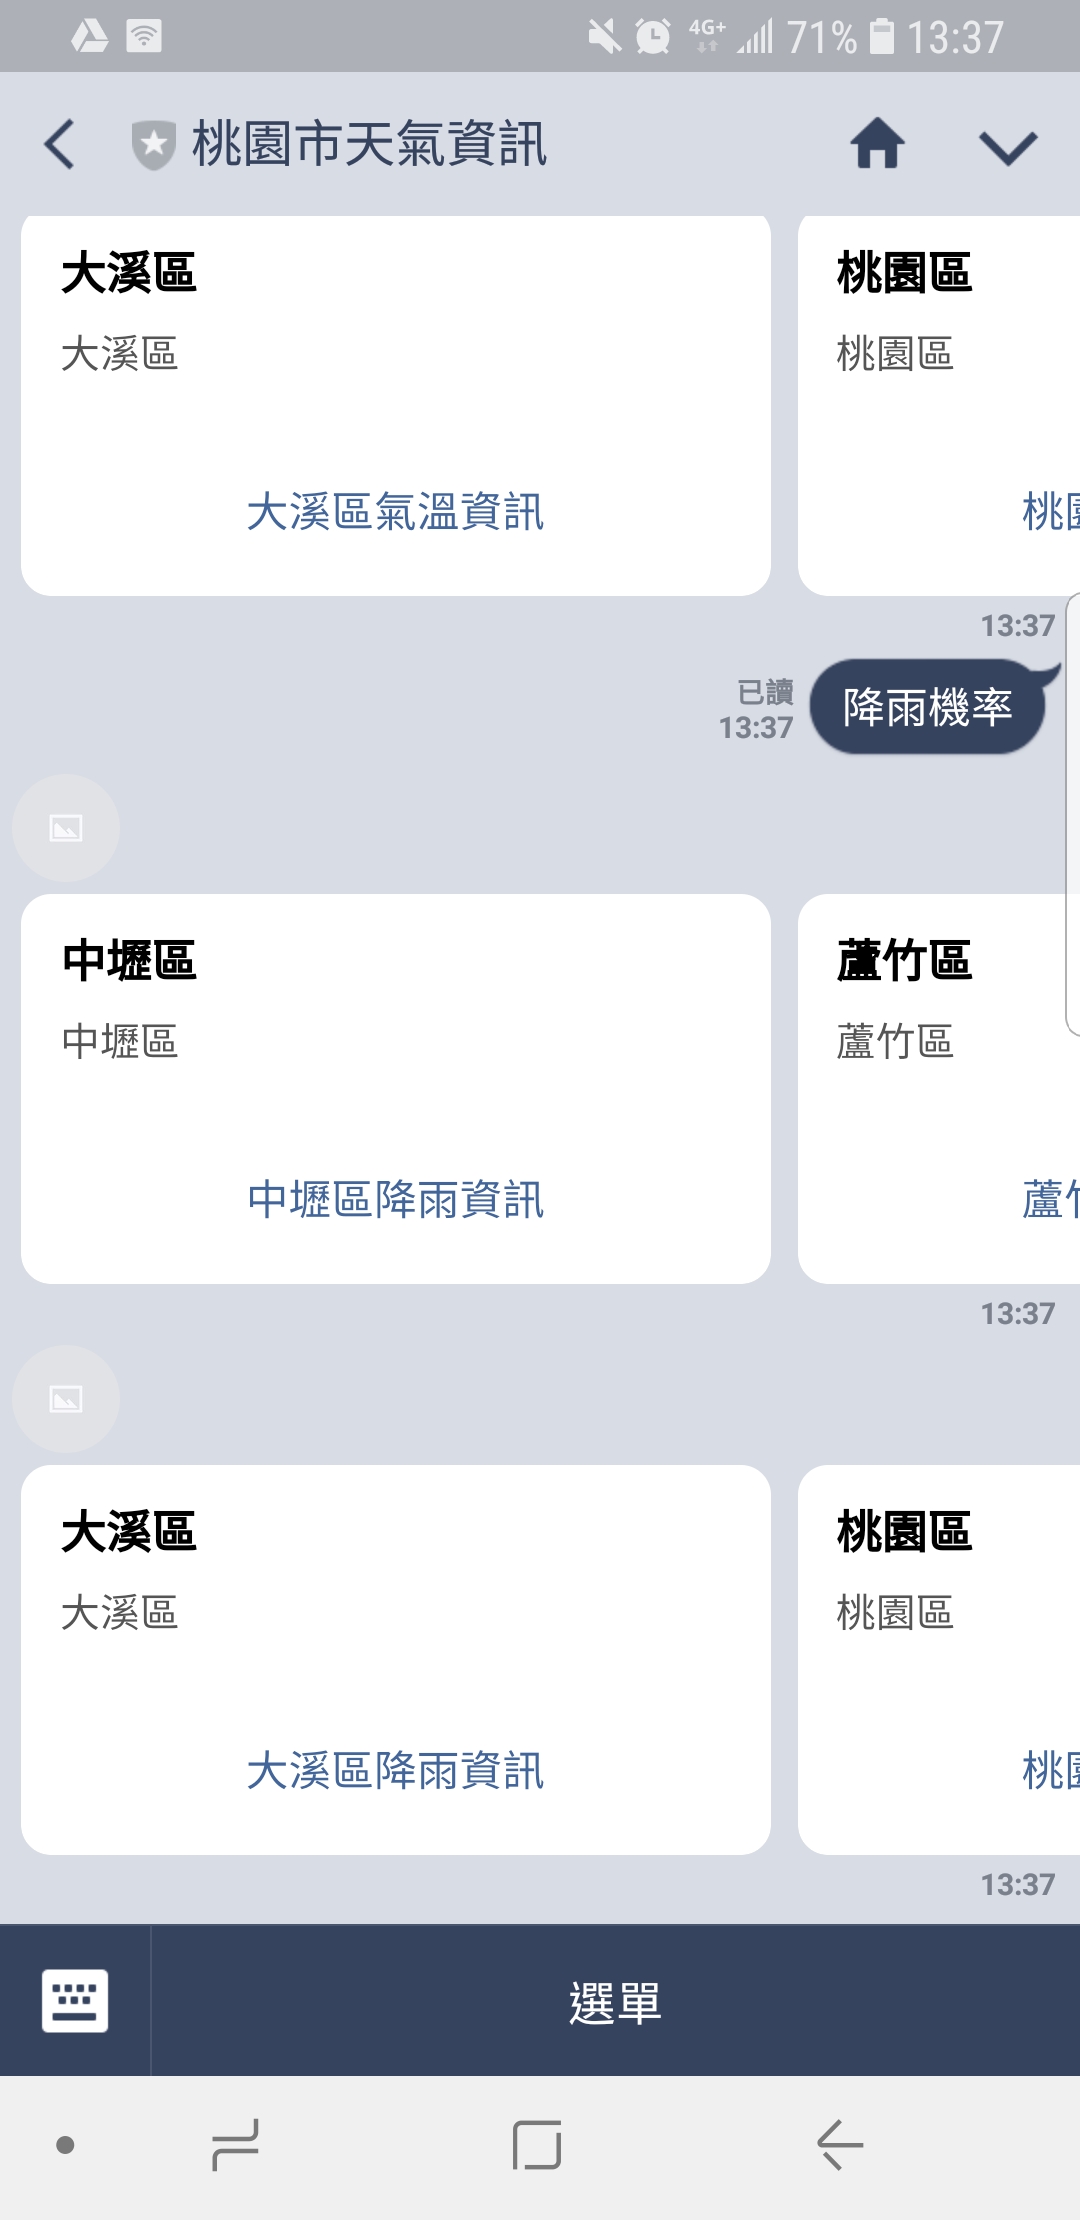 4G+ 71% 13:37
桃園市天氣資訊
大溪區
大溪區
大溪區氣溫資訊
桃園區
桃園區
桃
13:37
已讀
13:37
降雨機率
中壢區
中壢區
中壢區降雨資訊
蘆竹區
蘆竹區
蘆竹
13:37
大溪區
大溪區
大溪區降雨資訊
桃園區
桃園區
桃
13:37
選單